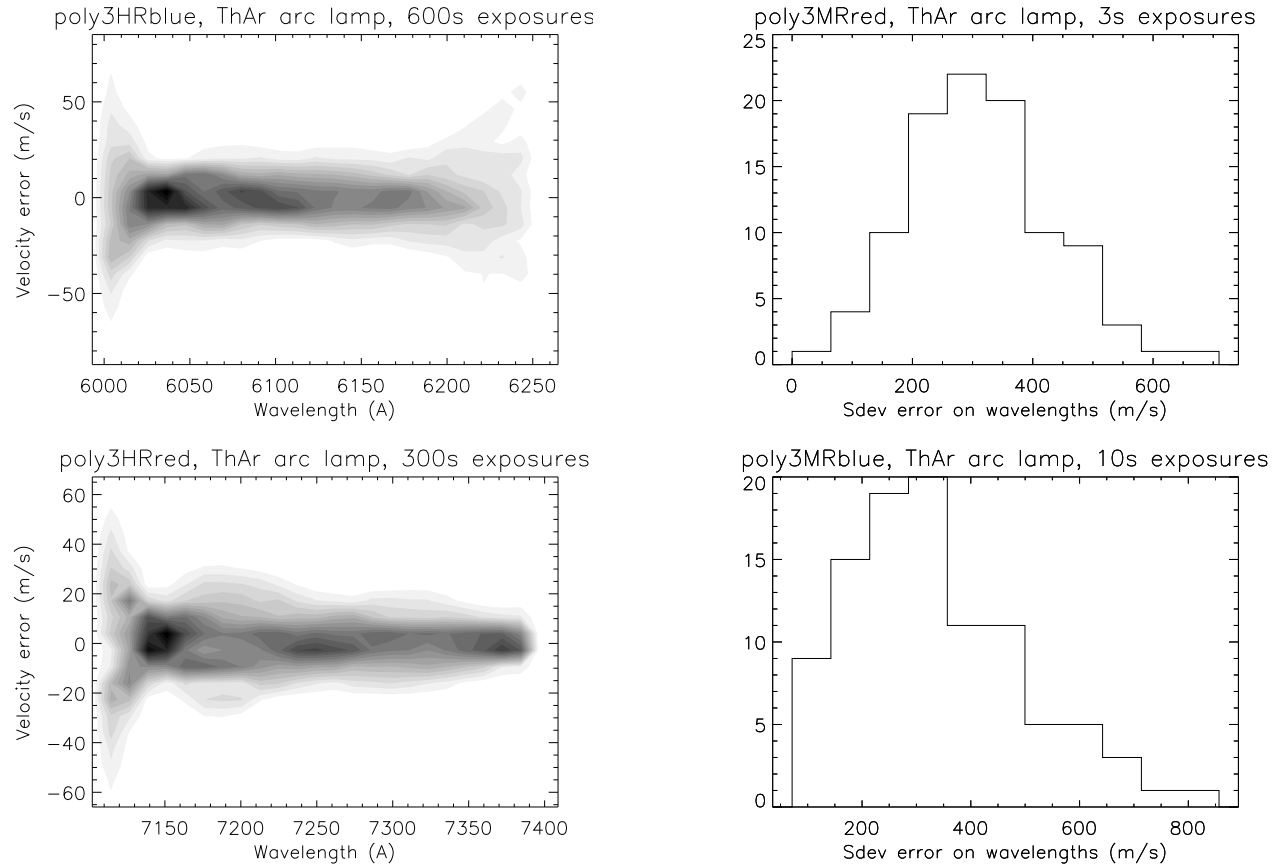 poly3HRblue, ThAr arc lamp, 600s exposures
Velocity error (m/s)
50
0
−50
6000 6050 6100 6150 6200 6250
Wavelength (A)
poly3MRred, ThAr arc lamp, 3s exposures
25
20
15
10
5
0
0 200 400 600
Sdev error on wavelengths (m/s)
poly3HRred, ThAr arc lamp, 300s exposures
Velocity error (m/s)
60
40
20
0
−20
−40
−60
7150 7200 7250 7300 7350 7400
Wavelength (A)
poly3MRblue, ThAr arc lamp, 10s exposures
20
15
10
5
0
200 400 600 800
Sdev error on wavelengths (m/s)